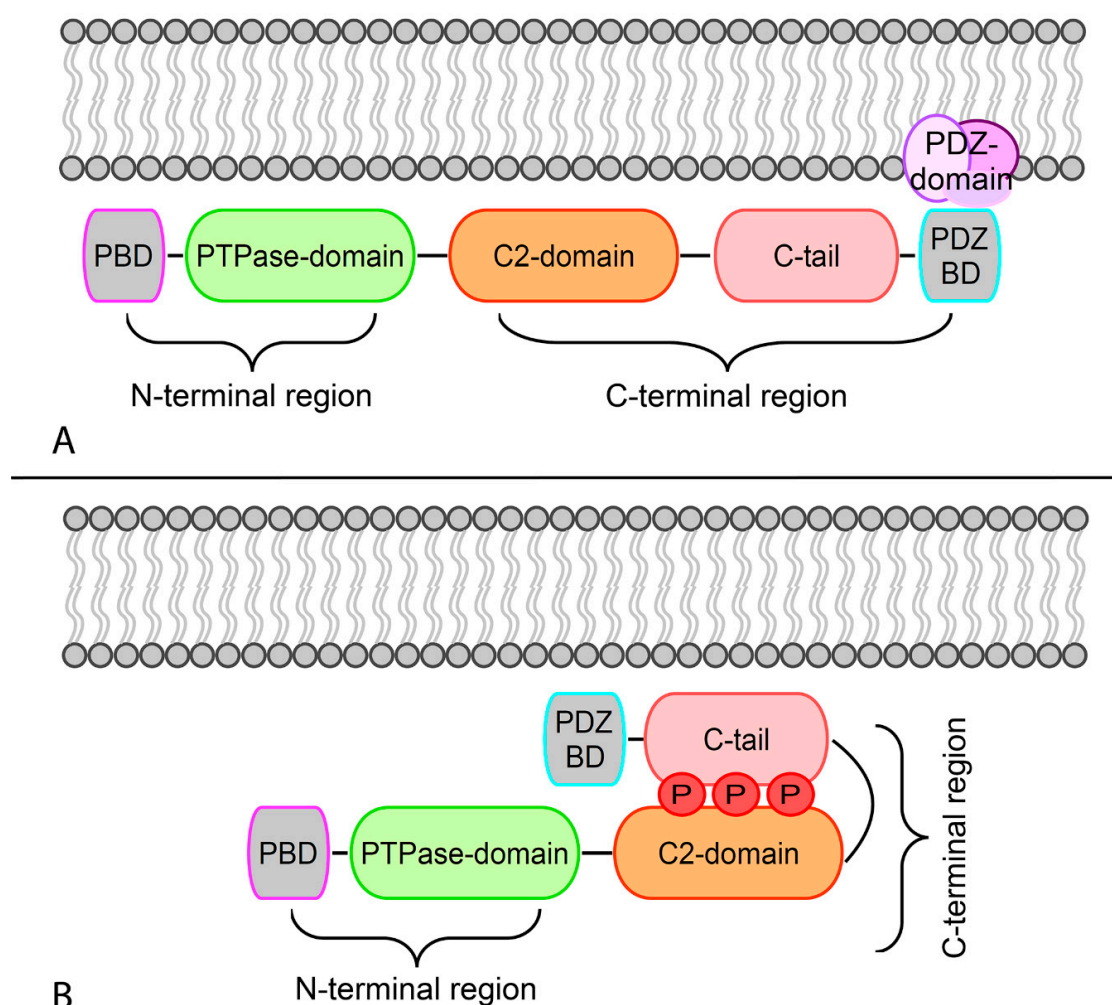 PDZ-
domain
PBD
PTPase-domain
C2-domain
C-tail
PDZ
BD
N-terminal region
C-terminal region
A
PDZ
BD
C-tail
P P P
PBD
PTPase-domain
C2-domain
C-terminal region
N-terminal region
B